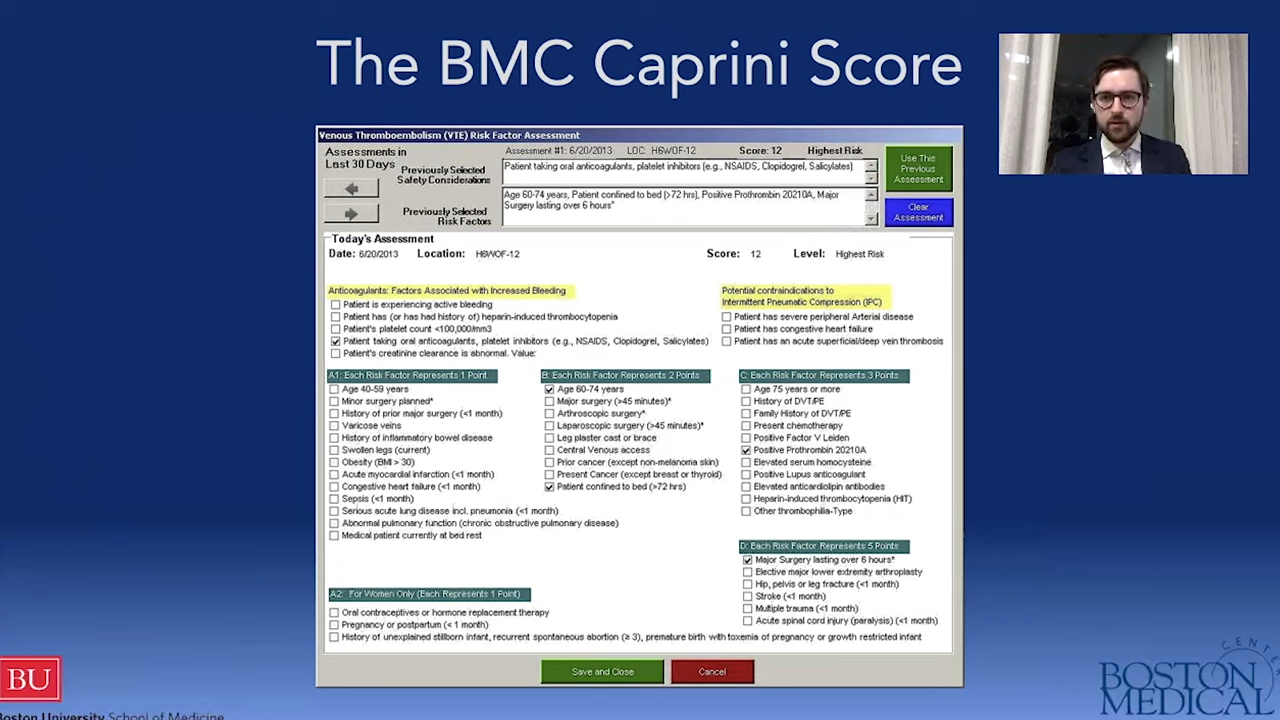 The BMC Caprini Score
Venous Thromboembolism (VTE) Risk Factor Assessment
Assessments in
Last 30 Days
Assessment #1: 6/20/2013 LOC: H6WOF-12 Score: 12 Highest Risk
Previously Selected
Safety Considerations
Patient taking oral anticoagulants, platelet inhibitors (e.g., NSAIDS, Clopidogrel, Salicylates)
Use This
Previous
Assessment
Previously Selected
Risk Factors
Age 60-74 years, Patient confined to bed (>72 hrs), Positive Prothrombin 20210A, Major
Surgery lasting over 6 hours"
Clear
Assessment
Today's Assessment
Date: 6/20/2013 Location: H6WOF-12 Score: 12 Level: Highest Risk
Anticoagulants: Factors Associated with Increased Bleeding
Patient is experiencing active bleeding
Patient has (or has had history of) heparin-induced thrombocytopenia
Patient's platelet count <100,000/mm3
Patient taking oral anticoagulants, platelet inhibitors (e.g., NSAIDS, Clopidogrel, Salicylates)
Patient's creatinine clearance is abnormal. Value:
Potential contraindications to
Intermittent Pneumatic Compression (IPC)
Patient has severe peripheral Arterial disease
Patient has congestive heart failure
Patient has an acute superficial/deep vein thrombosis
A1: Each Risk Factor Represents 1 Point
Age 40-59 years
Minor surgery planned*
History of prior major surgery (<1 month)
Varicose veins
History of inflammatory bowel disease
Swollen legs (current)
Obesity (BMI > 30)
Acute myocardial infarction (<1 month)
Congestive heart failure (<1 month)
Sepsis (<1 month)
Serious acute lung disease incl. pneumonia (<1 month)
Abnormal pulmonary function (chronic obstructive pulmonary disease)
Medical patient currently at bed rest
B: Each Risk Factor Represents 2 Points
Age 60-74 years
Major surgery (>45 minutes)*
Arthroscopic surgery*
Laparoscopic surgery (>45 minutes)*
Leg plaster cast or brace
Central Venous access
Prior cancer (except non-melanoma skin)
Present Cancer (except breast or thyroid)
Patient confined to bed (>72 hrs)
C: Each Risk Factor Represents 3 Points
Age 75 years or more
History of DVT/PE
Family History of DVT/PE
Present chemotherapy
Positive Factor V Leiden
Positive Prothrombin 20210A
Elevated serum homocysteine
Positive Lupus anticoagulant
Elevated anticardiolipin antibodies
Heparin-induced thrombocytopenia (HIT)
Other thrombophilia-Type
D: Each Risk Factor Represents 5 Points
Major Surgery lasting over 6 hours*
Elective major lower extremity arthroplasty
Hip, pelvis or leg fracture (<1 month)
Stroke (<1 month)
Multiple trauma (<1 month)
Acute spinal cord injury (paralysis) (<1 month)
A2: For Women Only (Each Represents 1 Point)
Oral contraceptives or hormone replacement therapy
Pregnancy or postpartum (< 1 month)
History of unexplained stillborn infant, recurrent spontaneous abortion (≥ 3), premature birth with toxemia of pregnancy or growth restricted infant
Save and Close
Cancel
BU
Boston University School of Medicine
BOSTON
MEDICAL
CENTER